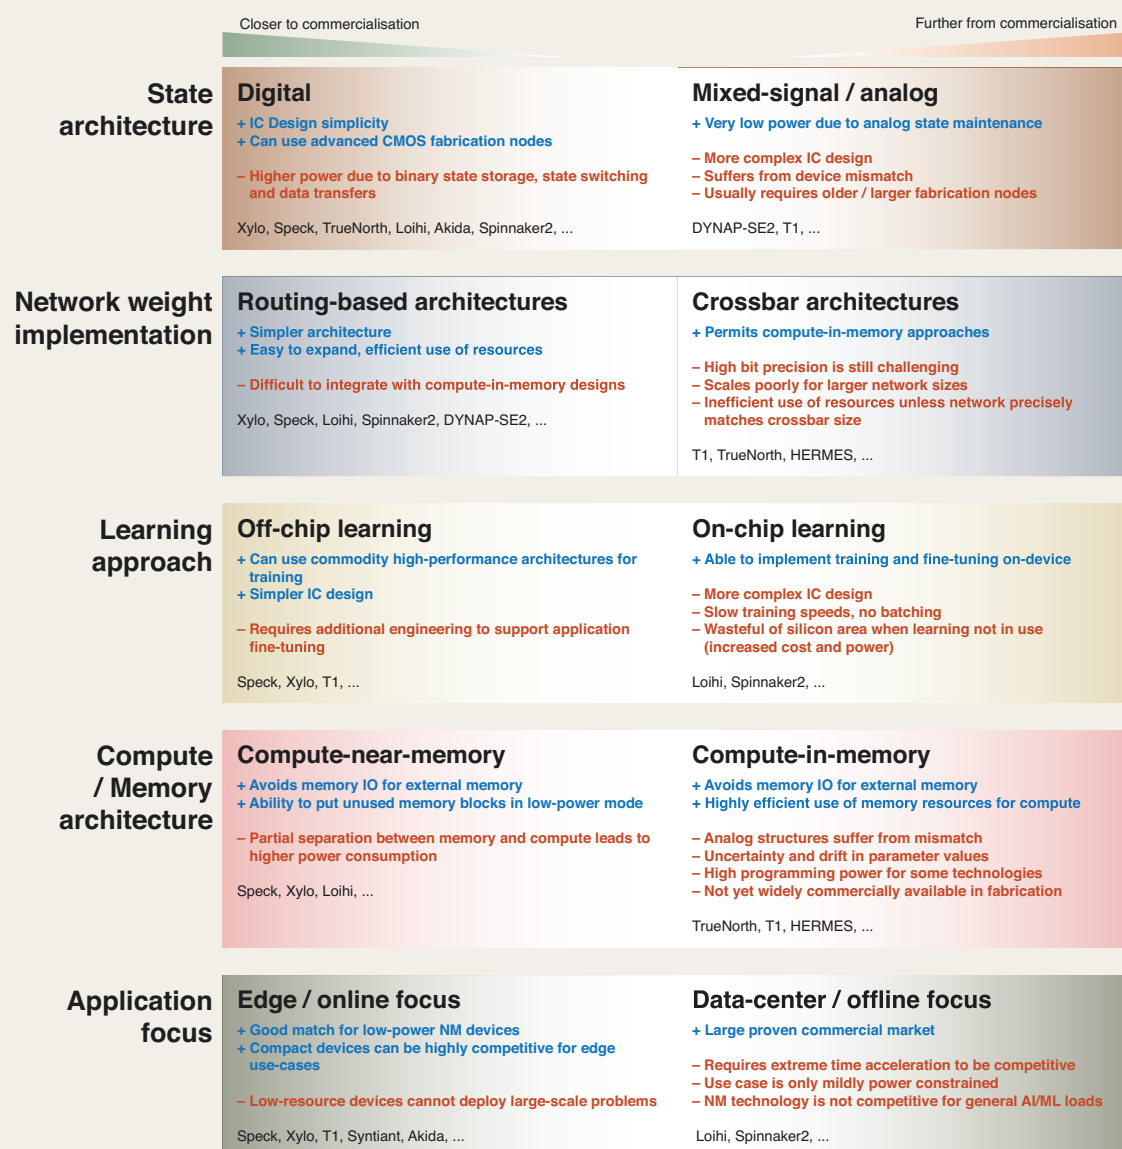 Closer to commercialisation
Further from commercialisation
State
architecture
Digital
+ IC Design simplicity
+ Can use advanced CMOS fabrication nodes
– Higher power due to binary state storage, state switching
and data transfers
Xylo, Speck, TrueNorth, Loihi, Akida, Spinnaker2, ...
Mixed-signal / analog
+ Very low power due to analog state maintenance
– More complex IC design
– Suffers from device mismatch
– Usually requires older / larger fabrication nodes
DYNAP-SE2, T1, ...
Network weight
implementation
Routing-based architectures
+ Simpler architecture
+ Easy to expand, efficient use of resources
– Difficult to integrate with compute-in-memory designs
Xylo, Speck, Loihi, Spinnaker2, DYNAP-SE2, ...
Crossbar architectures
+ Permits compute-in-memory approaches
– High bit precision is still challenging
– Scales poorly for larger network sizes
– Inefficient use of resources unless network precisely
matches crossbar size
T1, TrueNorth, HERMES, ...
Learning
approach
Off-chip learning
+ Can use commodity high-performance architectures for
training
+ Simpler IC design
– Requires additional engineering to support application
fine-tuning
Speck, Xylo, T1, ...
On-chip learning
+ Able to implement training and fine-tuning on-device
– More complex IC design
– Slow training speeds, no batching
– Wasteful of silicon area when learning not in use
(increased cost and power)
Loihi, Spinnaker2, ...
Compute
/ Memory
architecture
Compute-near-memory
+ Avoids memory IO for external memory
+ Ability to put unused memory blocks in low-power mode
– Partial separation between memory and compute leads to
higher power consumption
Speck, Xylo, Loihi, ...
Compute-in-memory
+ Avoids memory IO for external memory
+ Highly efficient use of memory resources for compute
– Analog structures suffer from mismatch
– Uncertainty and drift in parameter values
– High programming power for some technologies
– Not yet widely commercially available in fabrication
TrueNorth, T1, HERMES, ...
Application
focus
Edge / online focus
+ Good match for low-power NM devices
+ Compact devices can be highly competitive for edge
use-cases
– Low-resource devices cannot deploy large-scale problems
Speck, Xylo, T1, Syntiant, Akida, ...
Data-center / offline focus
+ Large proven commercial market
– Requires extreme time acceleration to be competitive
– Use case is only mildly power constrained
– NM technology is not competitive for general AI/ML loads
Loihi, Spinnaker2, ...